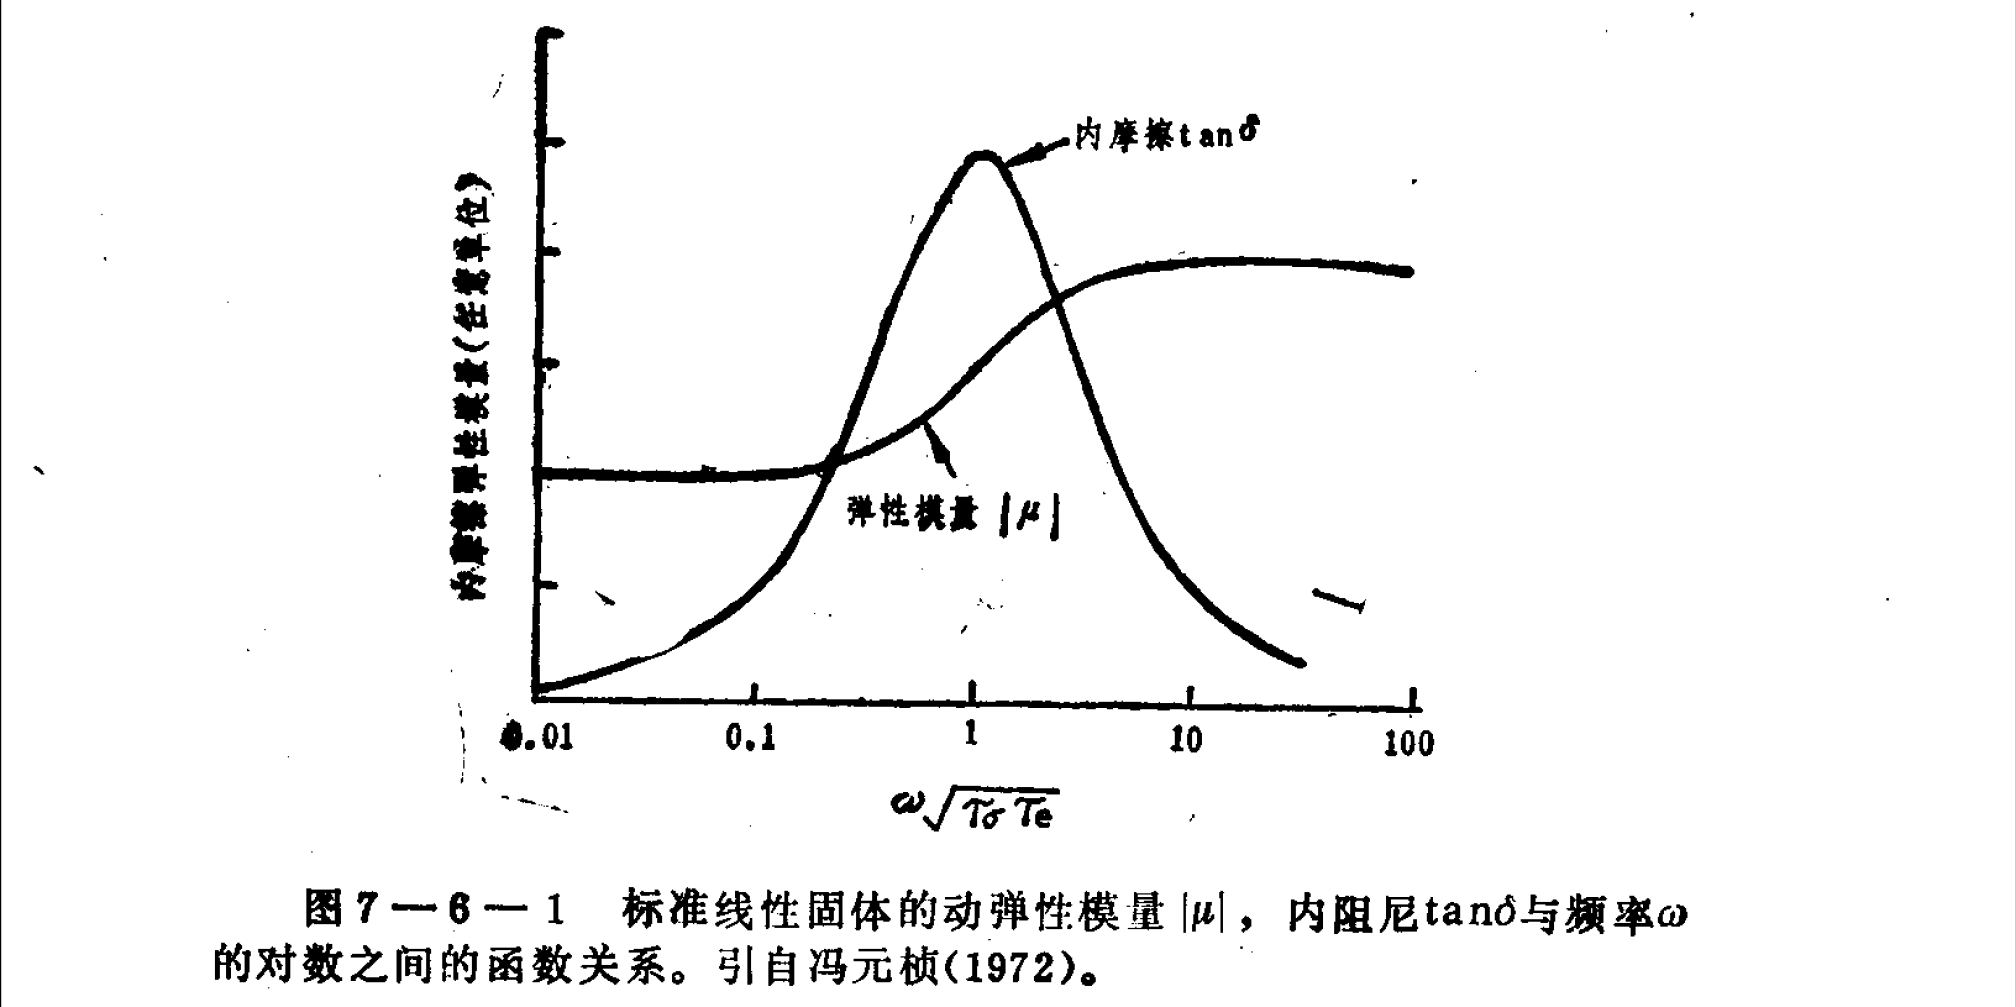 内摩擦tanδ
内摩擦弹性模量(任意单位)
弹性模量 |μ|
0.01 0.1 1 10 100
ω√τσ τe
图7—6—1 标准线性固体的动弹性模量|μ|，内阻尼tanδ与频率ω
的对数之间的函数关系。引自冯元桢(1972)。